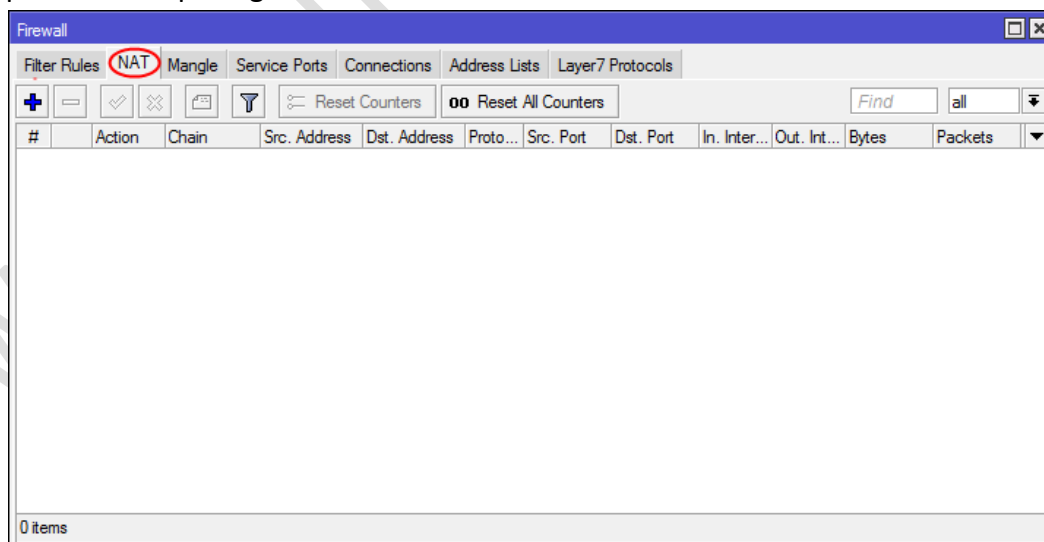 Firewall
Filter Rules NAT Mangle Service Ports Connections Address Lists Layer7 Protocols
Reset Counters 00 Reset All Counters Find all
# Action Chain Src. Address Dst. Address Proto... Src. Port Dst. Port In. Inter... Out. Int... Bytes Packets
0 items